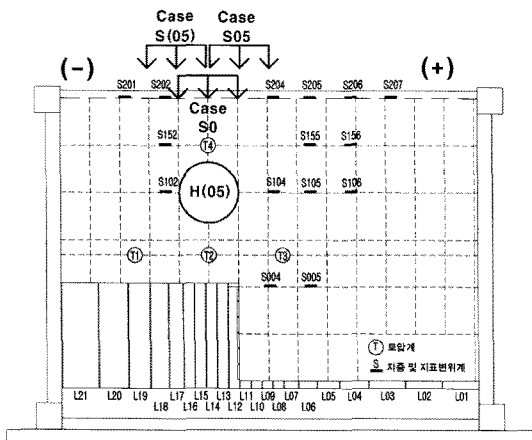 Case S(05)
Case S05
(-)
(+)
S201
S202
S204
S205
S206
S207
Case S0
S152
T4
S155
S156
S102
H(05)
S104
S105
S106
T1
T2
T3
S004
S005
T 토압계
S 지중 및 지표변위계
L21 L20 L19 L17 L15 L13 L11 L09 L07 L05 L04 L03 L02 L01
L18 L16 L14 L12 L10 L08 L06